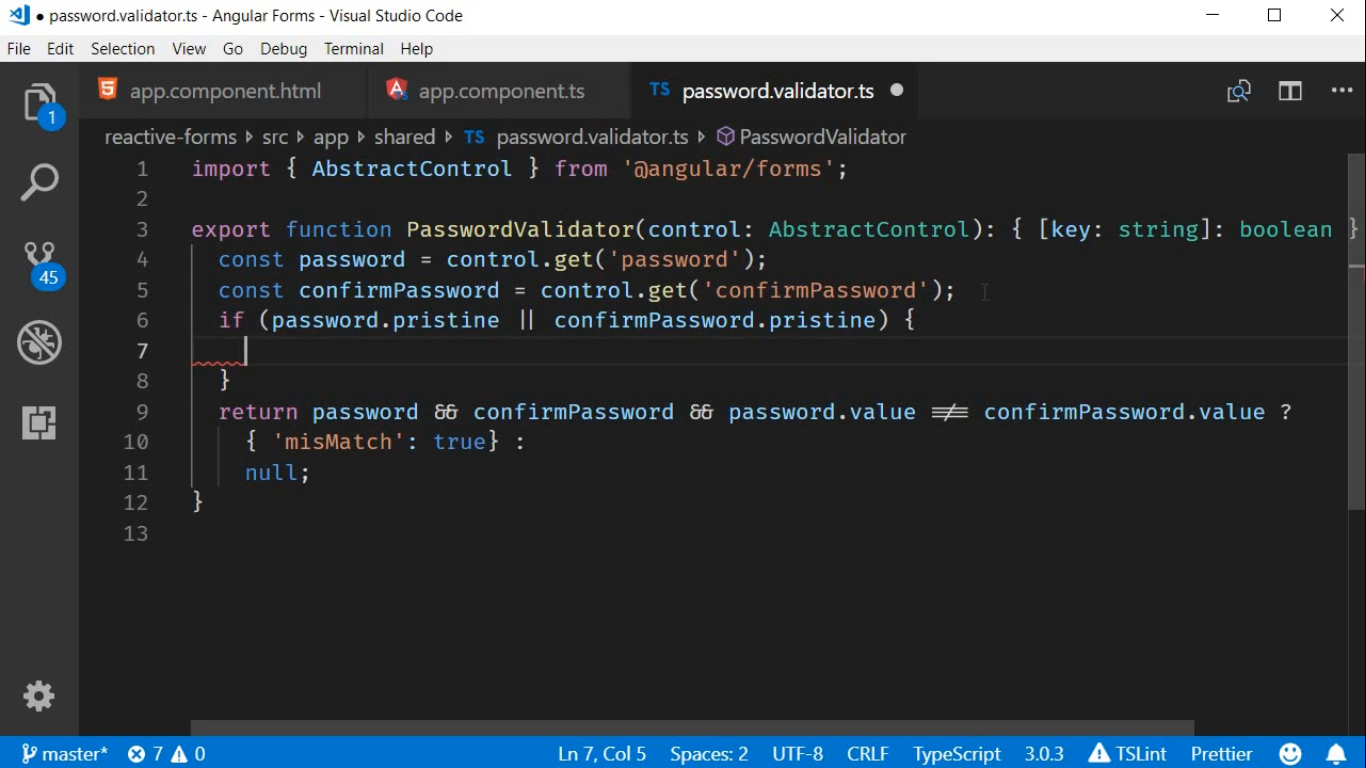 ● password.validator.ts - Angular Forms - Visual Studio Code
File Edit Selection View Go Debug Terminal Help
app.component.html app.component.ts TS password.validator.ts ●
reactive-forms src app shared TS password.validator.ts PasswordValidator
1 import { AbstractControl } from '@angular/forms';
2
3 export function PasswordValidator(control: AbstractControl): { [key: string]: boolean }
4 const password = control.get('password');
5 const confirmPassword = control.get('confirmPassword');
6 if (password.pristine || confirmPassword.pristine) {
7
8 }
9 return password && confirmPassword && password.value !== confirmPassword.value ?
10 { 'misMatch': true} :
11 null;
12 }
13
1
45
master* 7 0 Ln 7, Col 5 Spaces: 2 UTF-8 CRLF TypeScript 3.0.3 TSLint Prettier